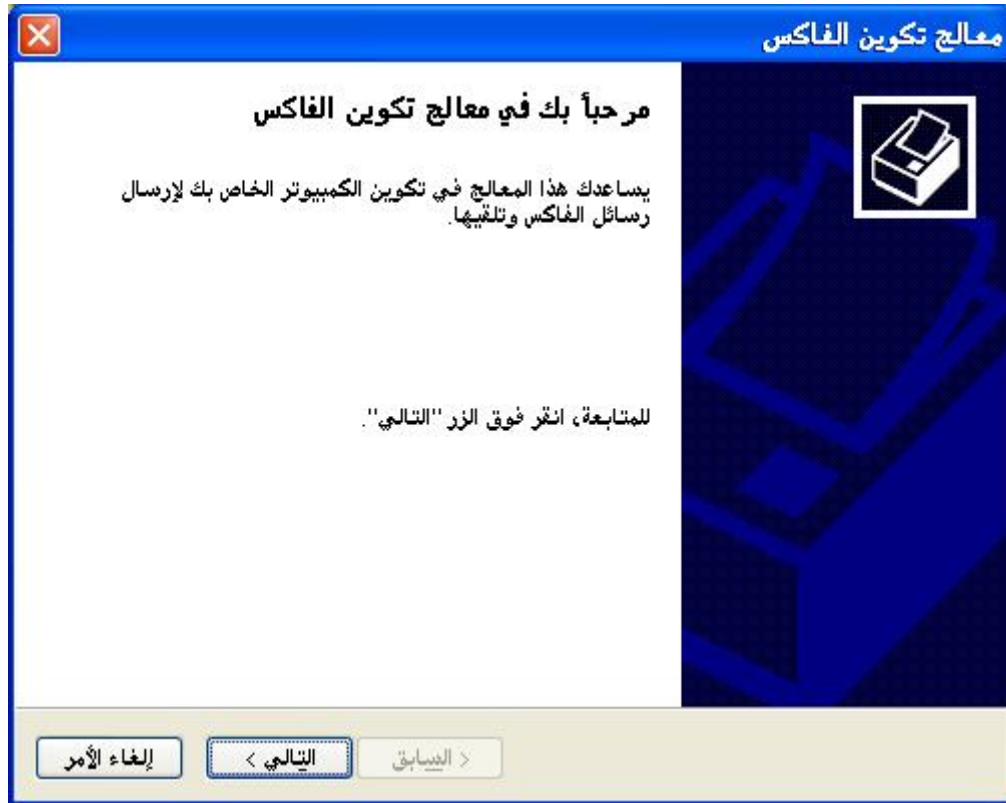 معالج تكوين الفاكس
مرحباً بك في معالج تكوين الفاكس
يساعدك هذا المعالج في تكوين الكمبيوتر الخاص بك لإرسال
رسائل الفاكس وتلقيها.
للمتابعة، انقر فوق الزر "التالي".
< السابق
التالي >
إلغاء الأمر